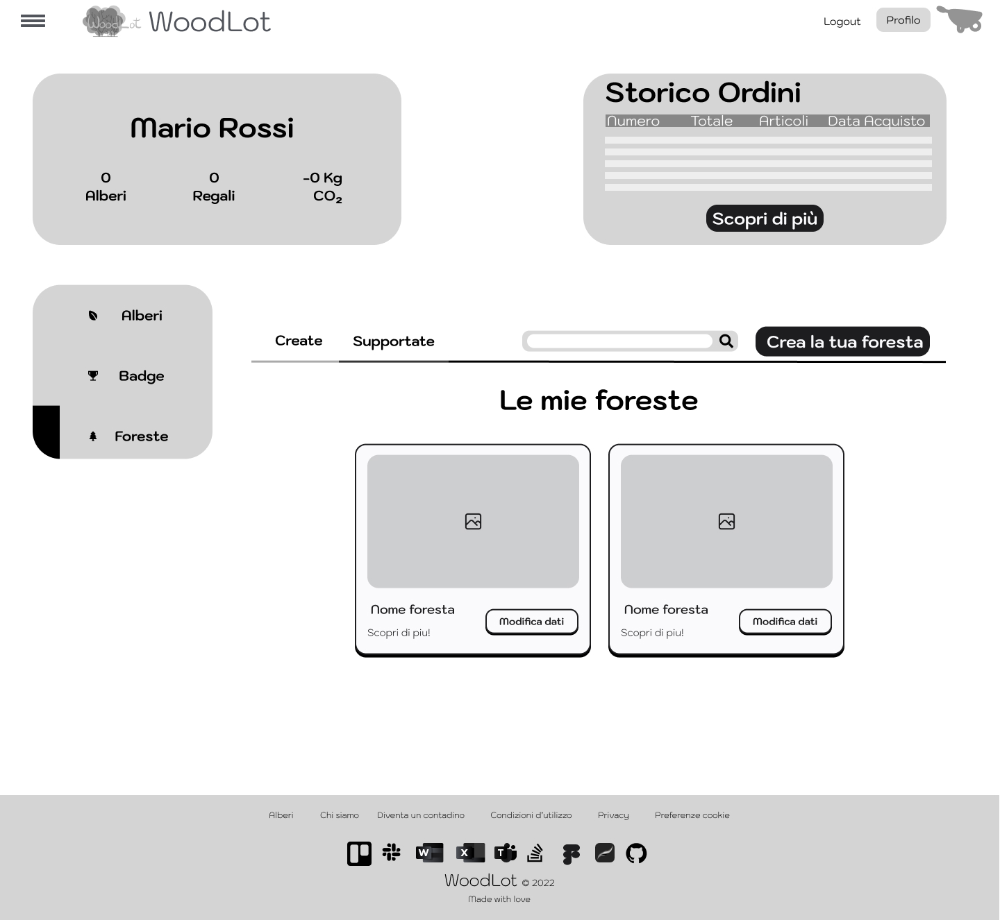 WoodLot WoodLot
Logout Profilo
Mario Rossi
0 0 -0 Kg
Alberi Regali CO₂
Storico Ordini
Numero Totale Articoli Data Acquisto
Scopri di più
Alberi
Badge
Foreste
Create Supportate Crea la tua foresta
Le mie foreste
Nome foresta
Scopri di piu!
Modifica dati
Nome foresta
Scopri di piu!
Modifica dati
Alberi Chi siamo Diventa un contadino Condizioni d'utilizzo Privacy Preferenze cookie
W X T
WoodLot © 2022
Made with love